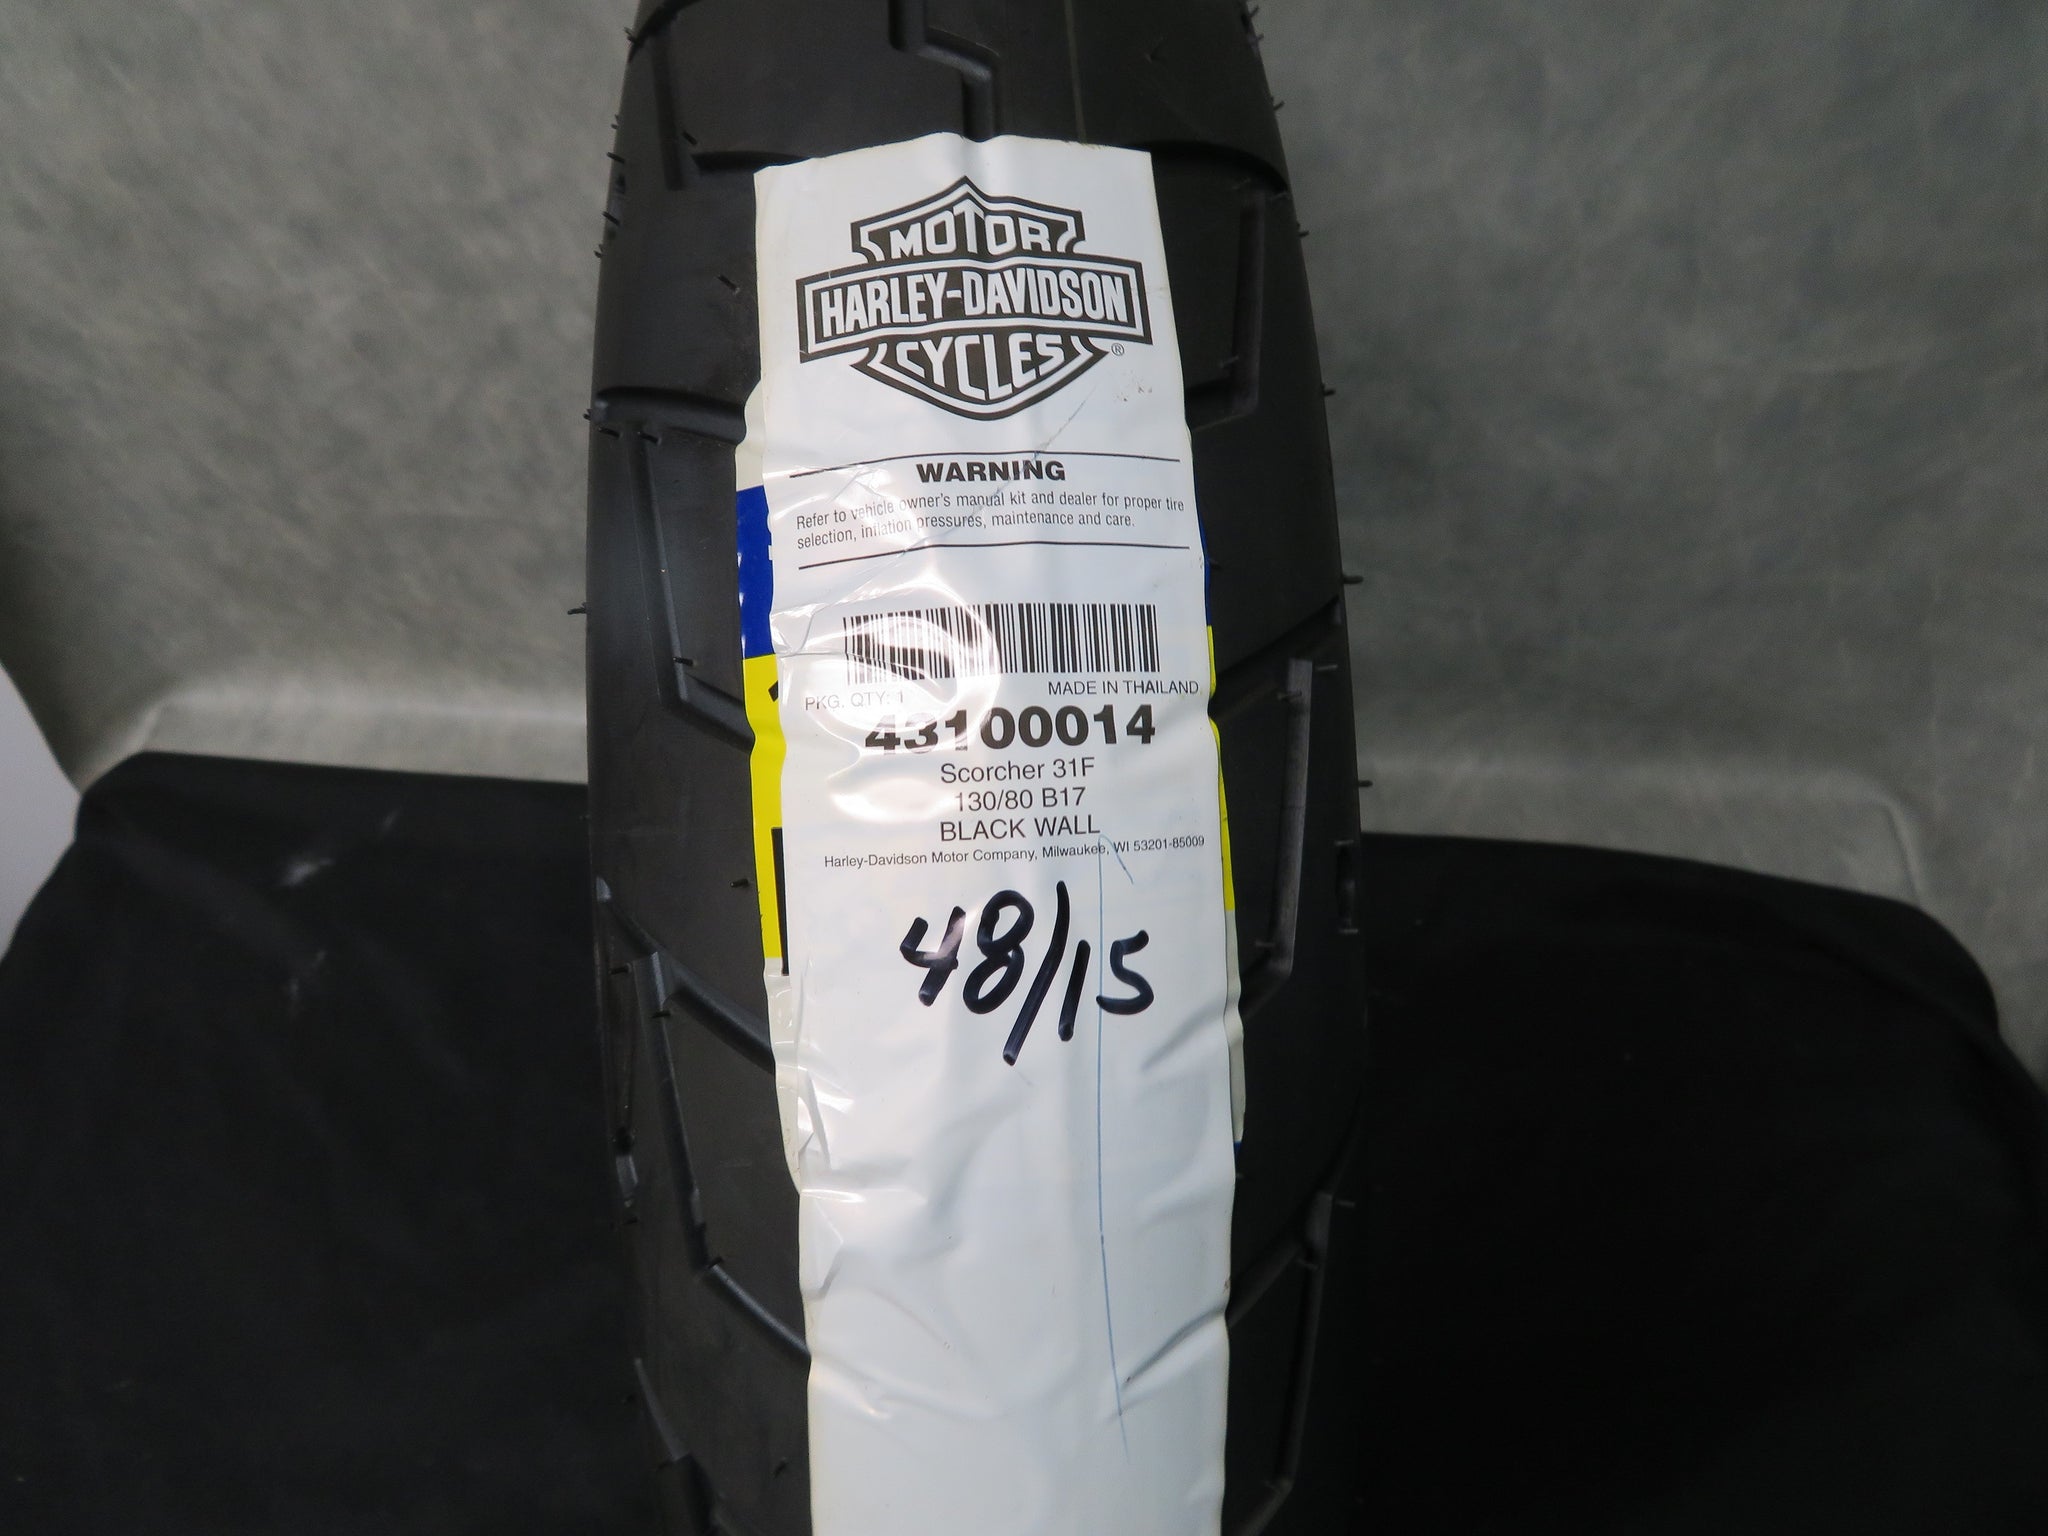 MOTOR
HARLEY-DAVIDSON
CYCLES
®
WARNING
Refer to vehicle owner's manual kit and dealer for proper tire
selection, inflation pressures, maintenance and care.
PKG. QTY: 1 MADE IN THAILAND
43100014
Scorcher 31F
130/80 B17
BLACK WALL
Harley-Davidson Motor Company, Milwaukee, WI 53201-85009
48/15